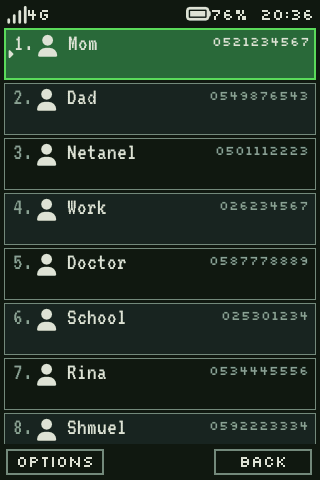 4G 76% 20:36
1. Mom 0521234567
2. Dad 0549876543
3. Netanel 0501112223
4. Work 026234567
5. Doctor 0587778889
6. School 025301234
7. Rina 0534445556
8. Shmuel 0592223334
OPTIONS BACK